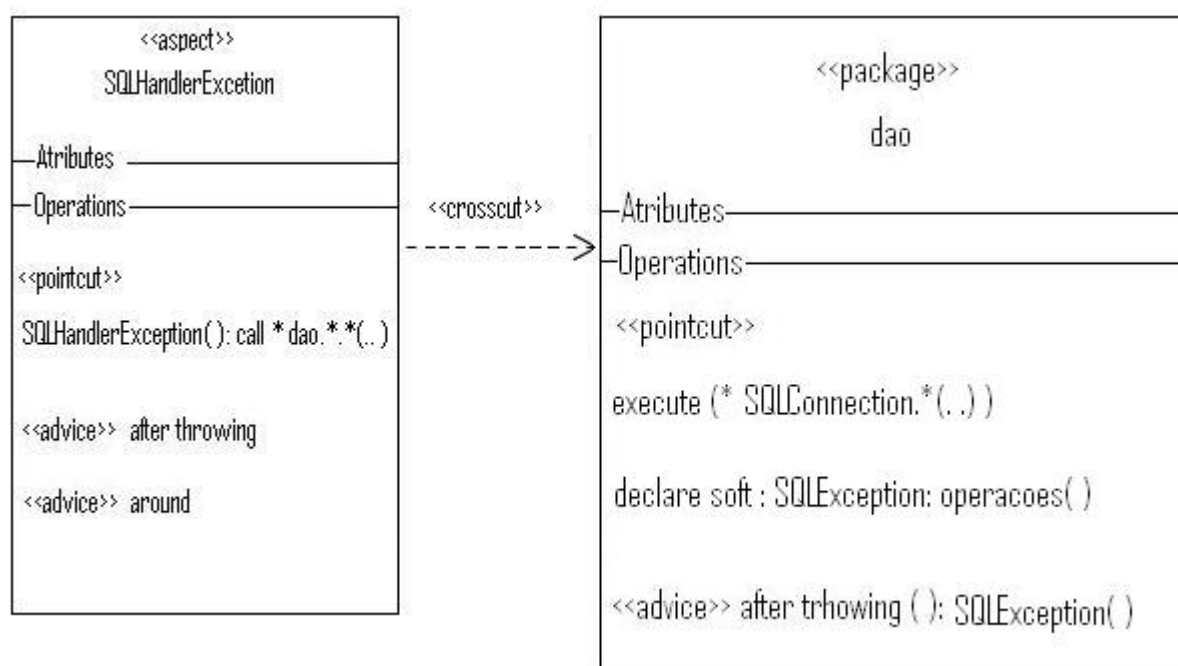 <<aspect>>
SQLHandlerExcetion
Atributes
Operations
<<pointcut>>
SQLHandlerException( ): call * dao.*.*(.. )
<<advice>> after throwing
<<advice>> around
<<crosscut>>
<<package>>
dao
Atributes
Operations
<<pointcut>>
execute (* SQLConnection.*(. .) )
declare soft : SQLException: operacoes( )
<<advice>> after trhowing ( ): SQLException( )